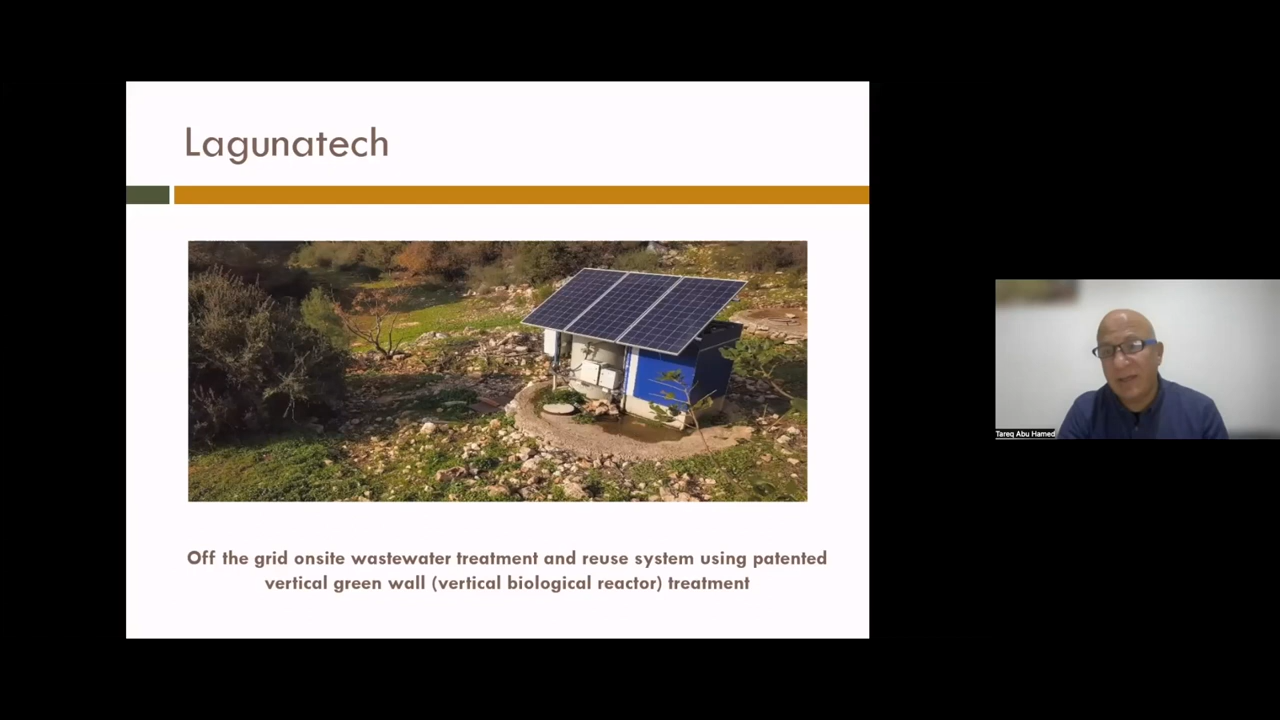 Lagunatech
Off the grid onsite wastewater treatment and reuse system using patented
vertical green wall (vertical biological reactor) treatment
Tareq Abu Hamed